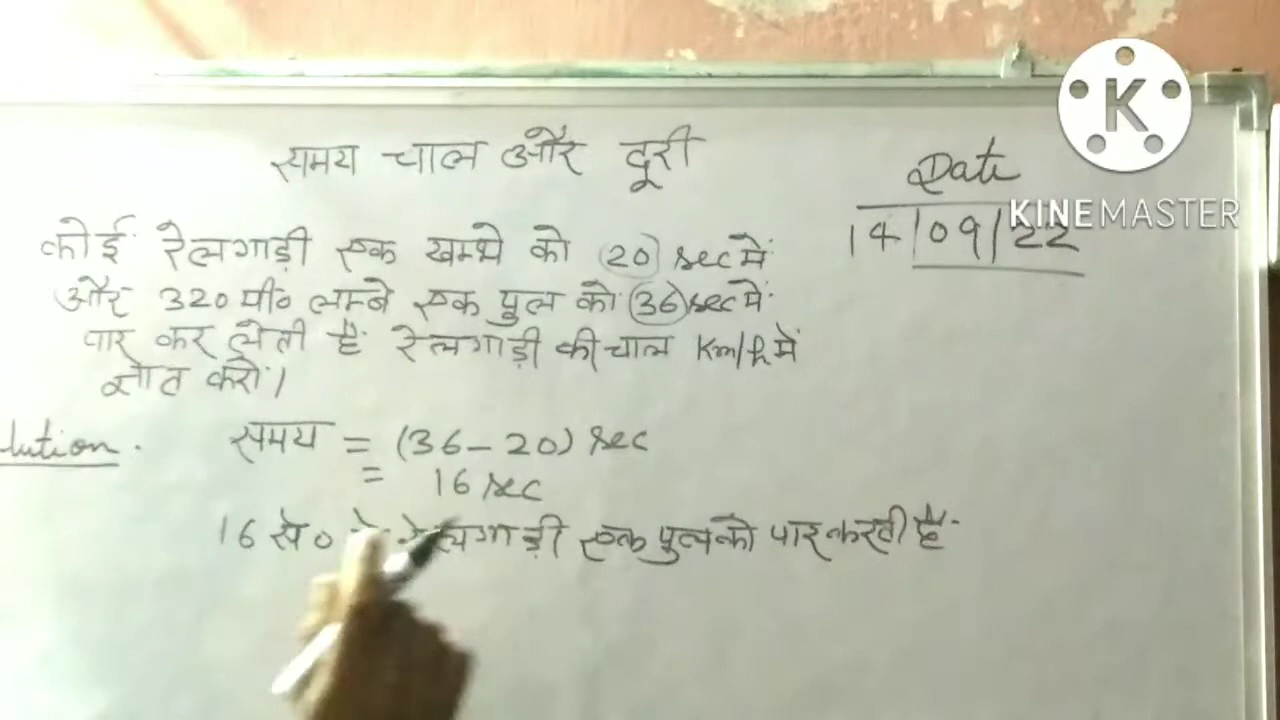 समय चाल और दूरी
Date
14/09/22
KINEMASTER
कोई रेलगाड़ी एक खम्भे को 20 sec में
और 320 मी० लम्बे एक पुल को 36 sec में
पार कर लेती है रेलगाड़ी की चाल Km/h में
ज्ञात करो।
lution. समय = (36-20) sec
= 16 sec
16 से० रेलगाड़ी एक पुल को पार करती है